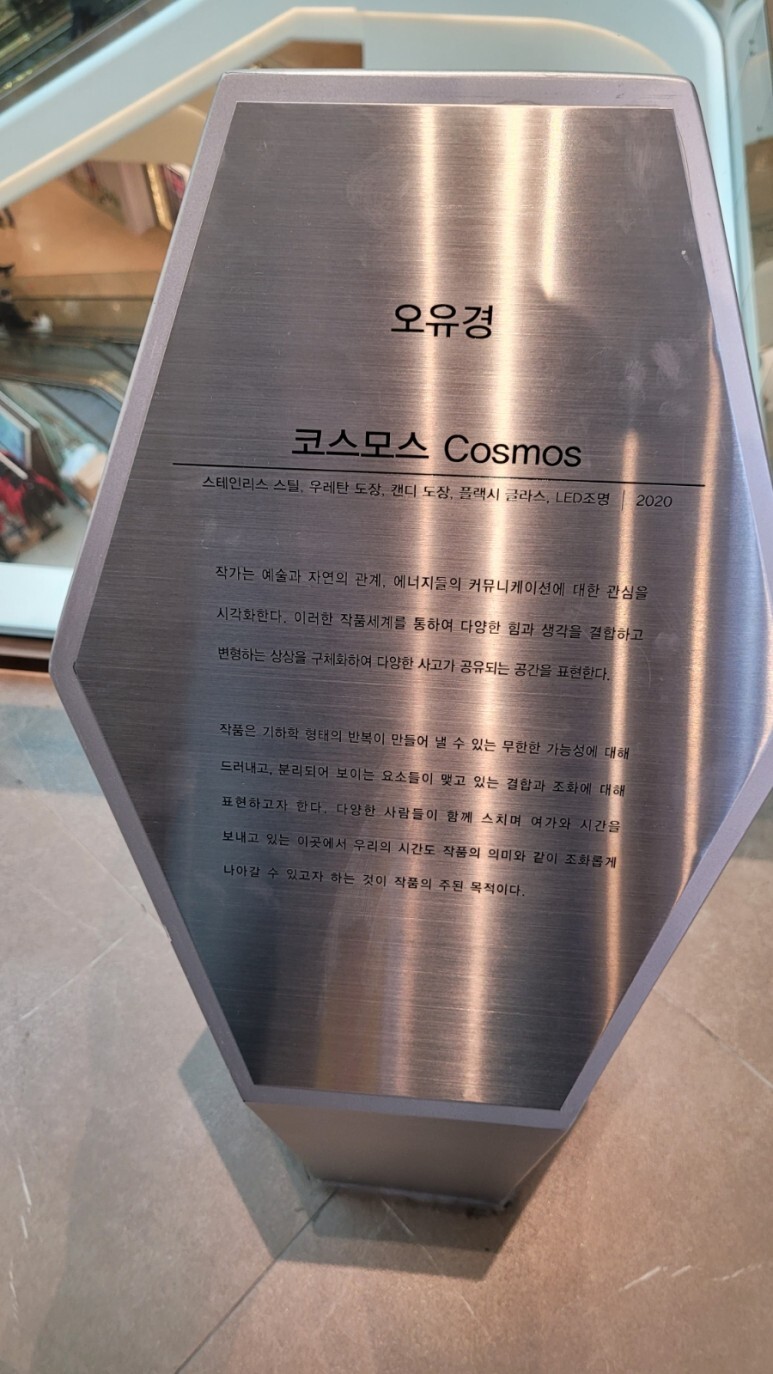 오유경
코스모스 Cosmos
스테인리스 스틸, 우레탄 도장, 캔디 도장, 플랙시 글라스, LED조명 | 2020
작가는 예술과 자연의 관계, 에너지들의 커뮤니케이션에 대한 관심을
시각화한다. 이러한 작품세계를 통하여 다양한 힘과 생각을 결합하고
변형하는 상상을 구체화하여 다양한 사고가 공유되는 공간을 표현한다.
작품은 기하학 형태의 반복이 만들어 낼 수 있는 무한한 가능성에 대해
드러내고, 분리되어 보이는 요소들이 맺고 있는 결합과 조화에 대해
표현하고자 한다. 다양한 사람들이 함께 스치며 여가와 시간을
보내고 있는 이곳에서 우리의 시간도 작품의 의미와 같이 조화롭게
나아갈 수 있고자 하는 것이 작품의 주된 목적이다.